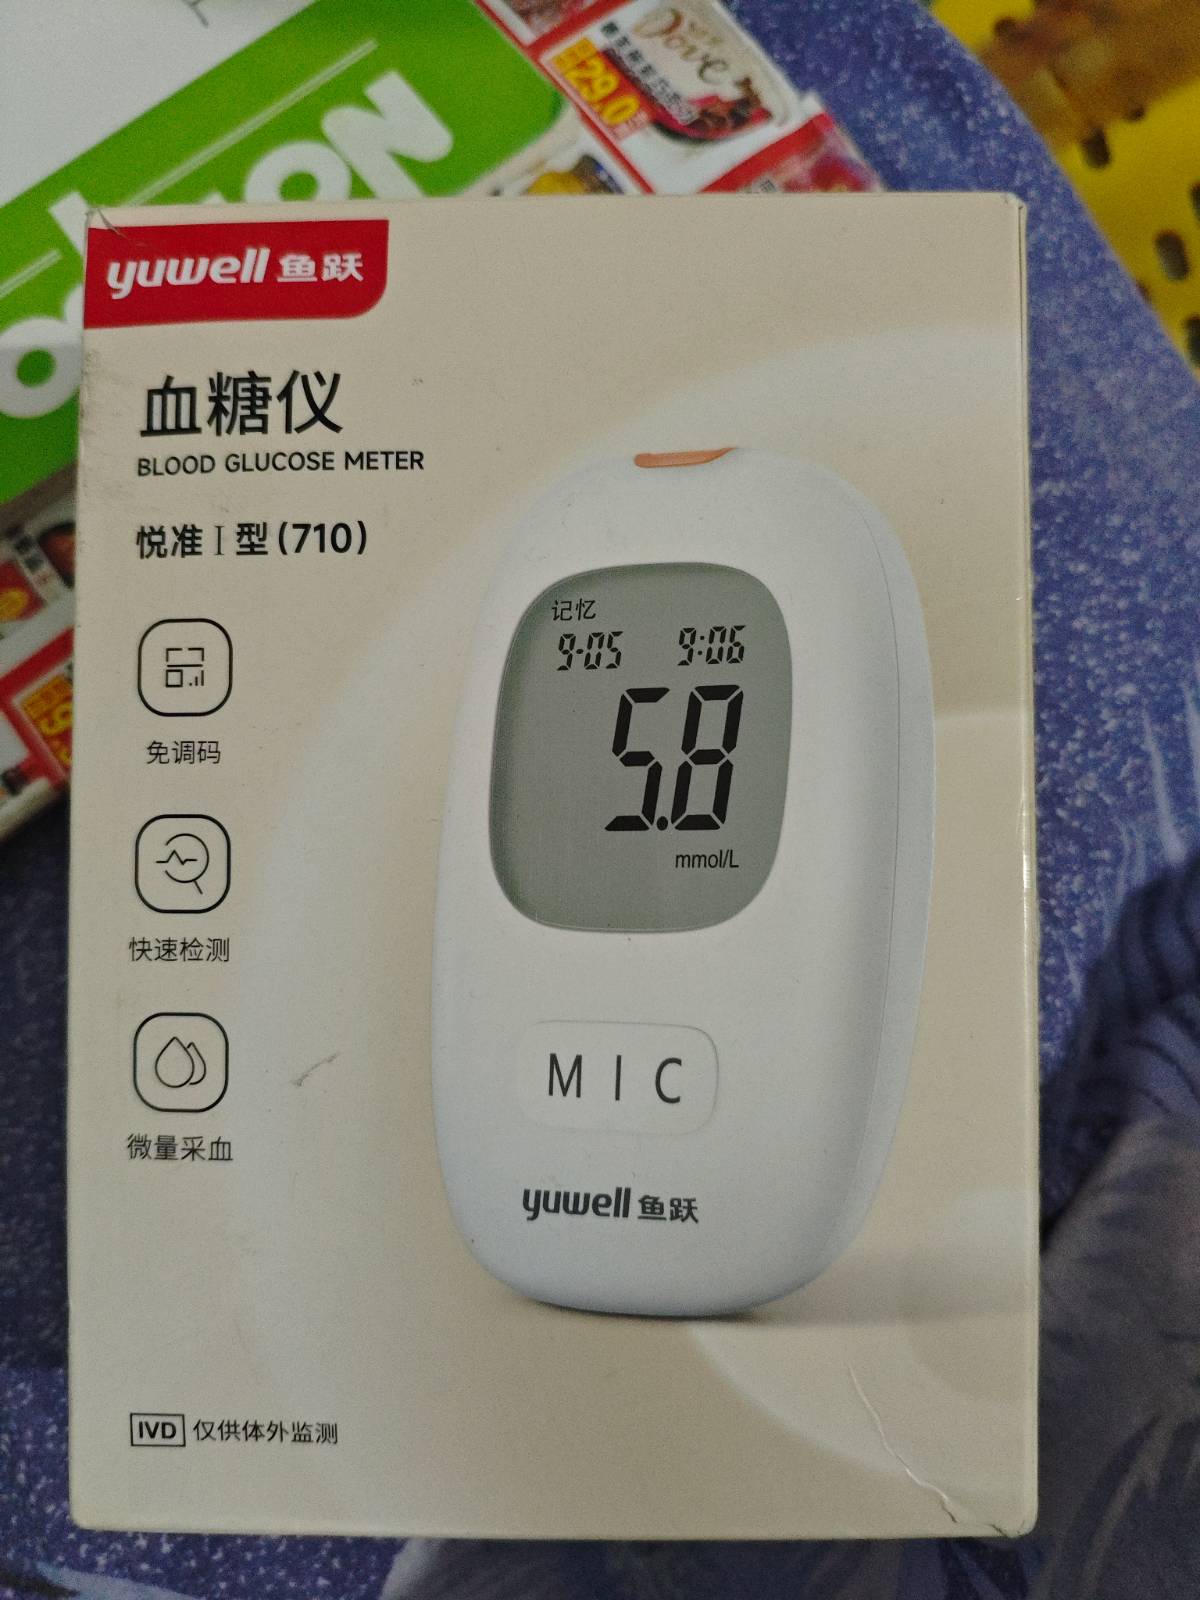 Dove
29.0
yuwell 鱼跃
血糖仪
BLOOD GLUCOSE METER
悦准 I 型(710)
免调码
快速检测
微量采血
记忆
9-05 9:06
5.8
mmol/L
M I C
yuwell 鱼跃
IVD 仅供体外监测